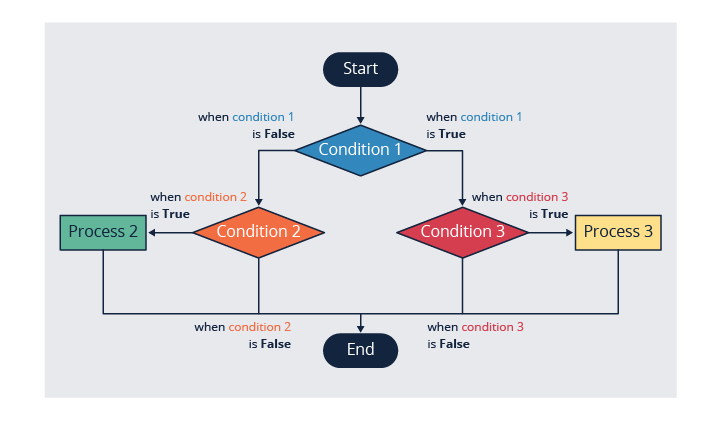 Start
when condition 1
is False
when condition 1
is True
Condition 1
when condition 2
is True
when condition 3
is True
Process 2
Condition 2
Condition 3
Process 3
when condition 2
is False
when condition 3
is False
End